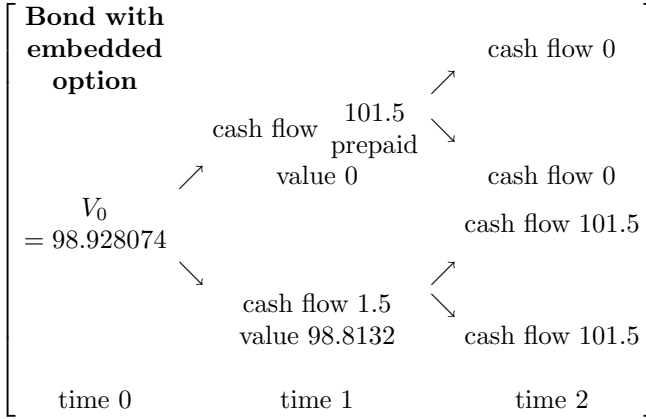 Bond with
embedded
option
cash flow 0
cash flow 101.5
prepaid
value 0
cash flow 0
V₀
= 98.928074
cash flow 101.5
cash flow 1.5
value 98.8132
cash flow 101.5
time 0 time 1 time 2